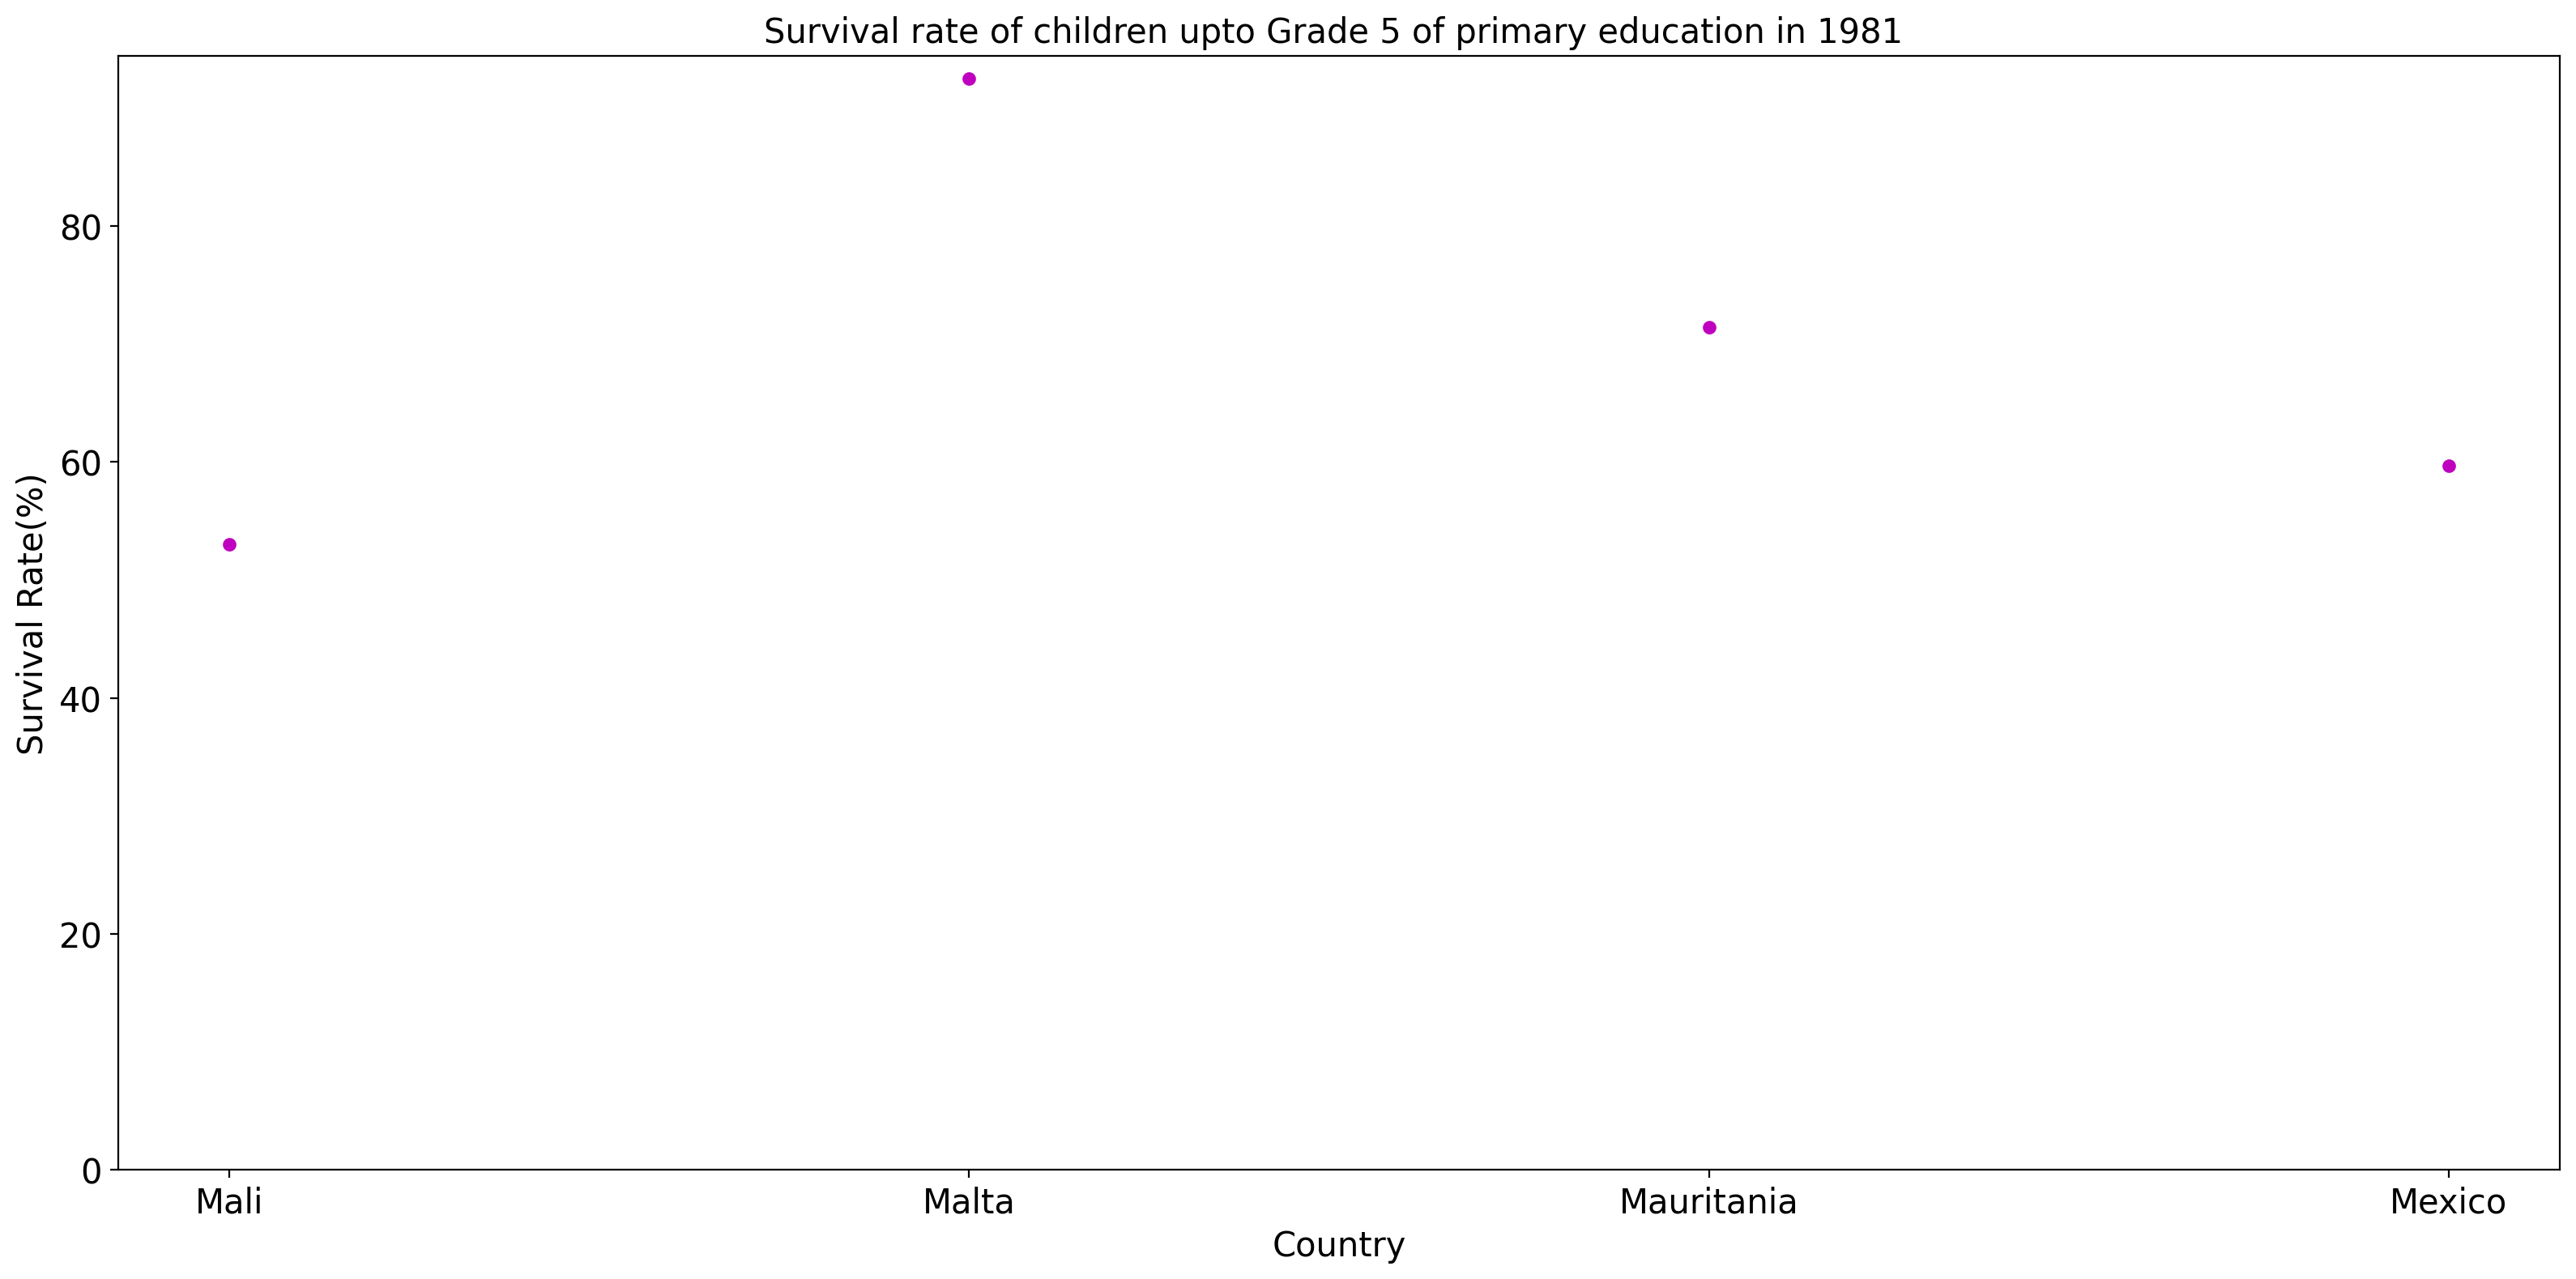 Survival rate of children upto Grade 5 of primary education in 1981
Survival Rate(%)
80
60
40
20
0
Mali Malta Mauritania Mexico
Country